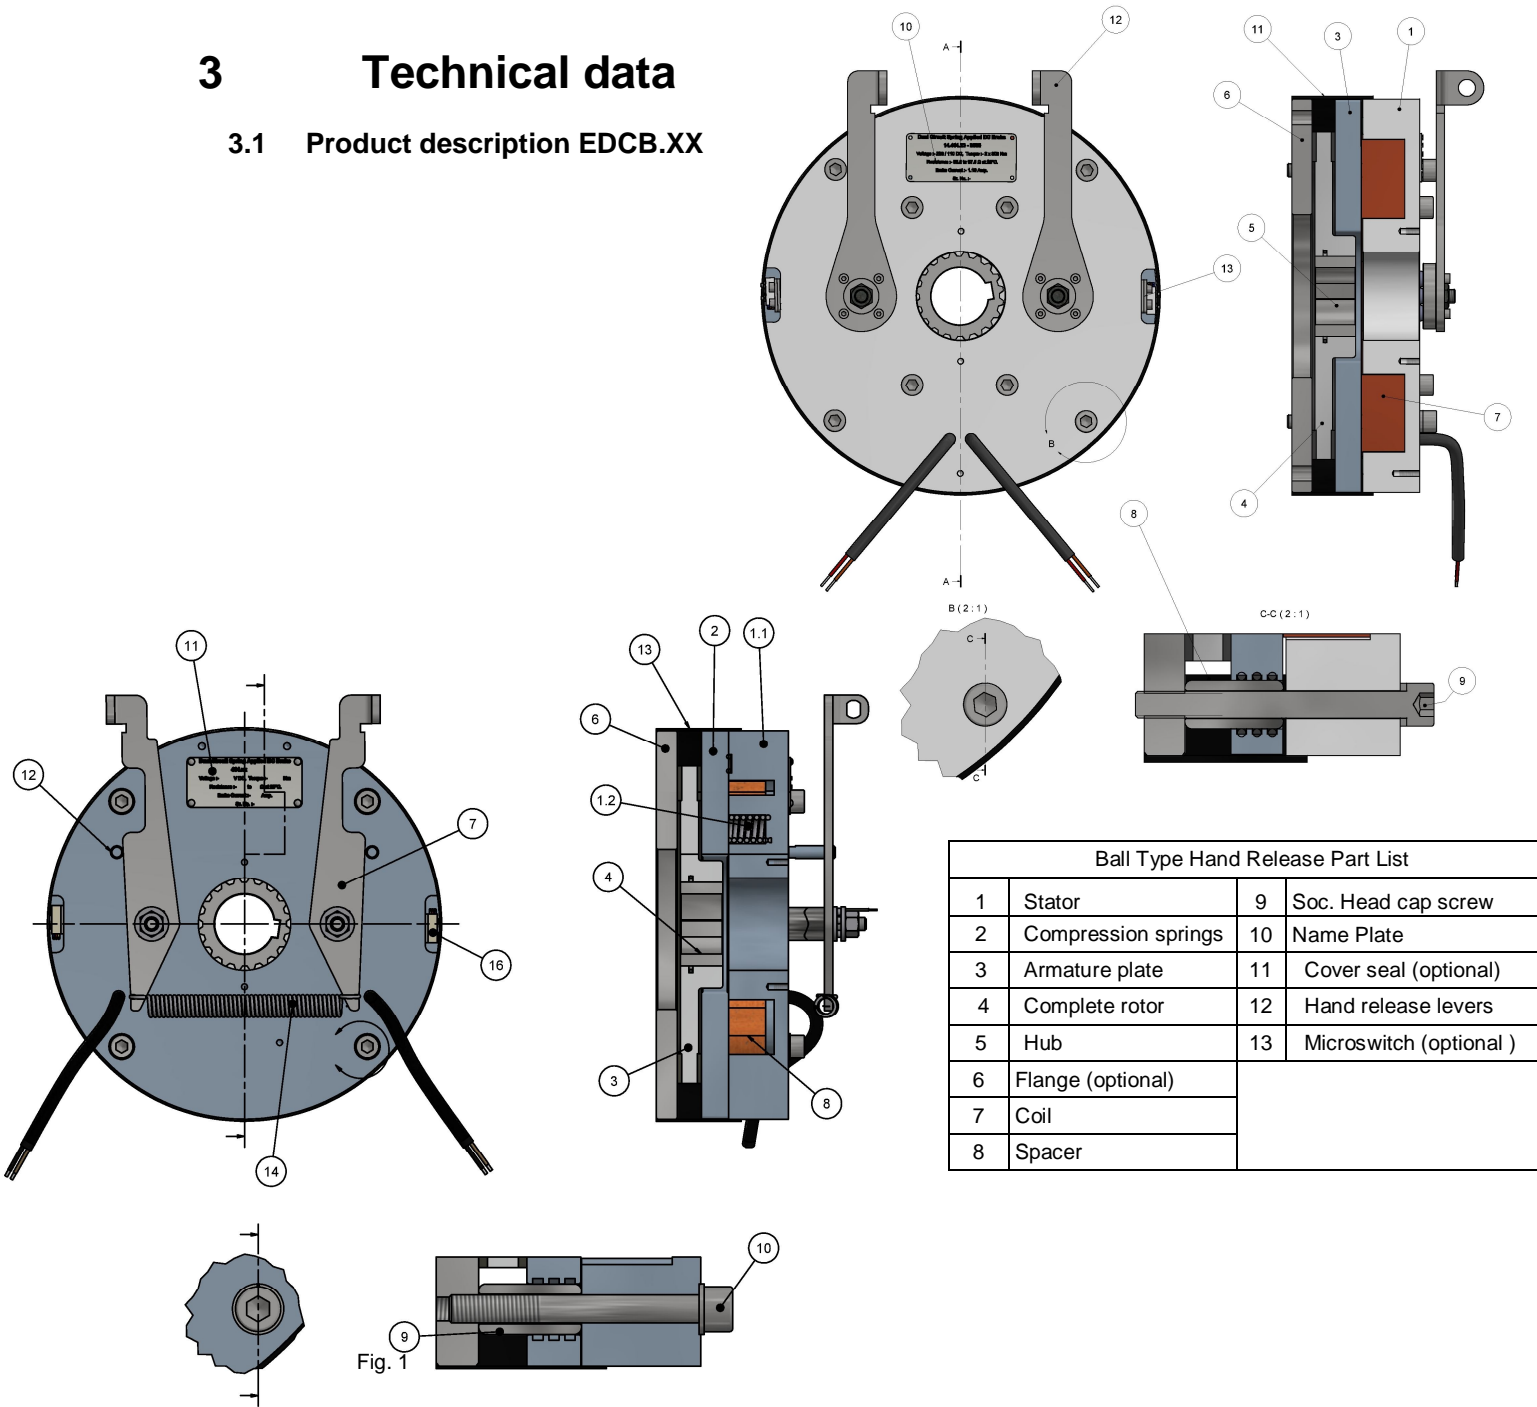 3 Technical data
3.1 Product description EDCB.XX
10
A
12
11
3
1
6
5
13
7
4
B
A
8
B ( 2 : 1 )
C-C ( 2 : 1 )
C
C
9
11
12
7
16
14
13
2
1.1
6
1.2
4
3
8
Ball Type Hand Release Part List
1 Stator 9 Soc. Head cap screw
2 Compression springs 10 Name Plate
3 Armature plate 11 Cover seal (optional)
4 Complete rotor 12 Hand release levers
5 Hub 13 Microswitch (optional )
6 Flange (optional)
7 Coil
8 Spacer
10
9
Fig. 1